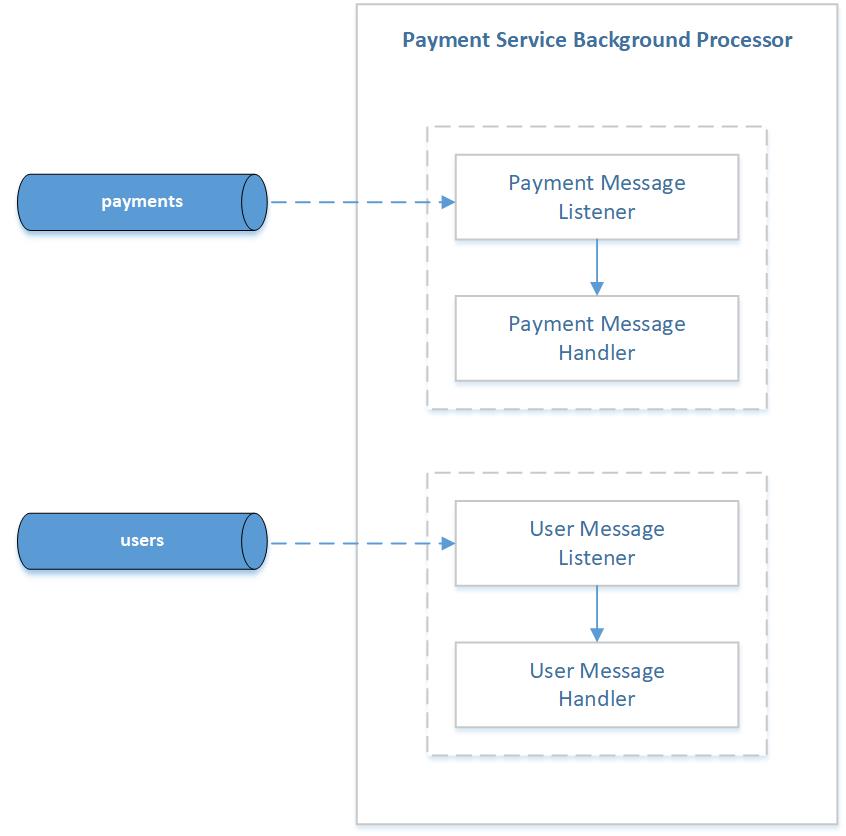 Payment Service Background Processor
payments
Payment Message
Listener
Payment Message
Handler
users
User Message
Listener
User Message
Handler